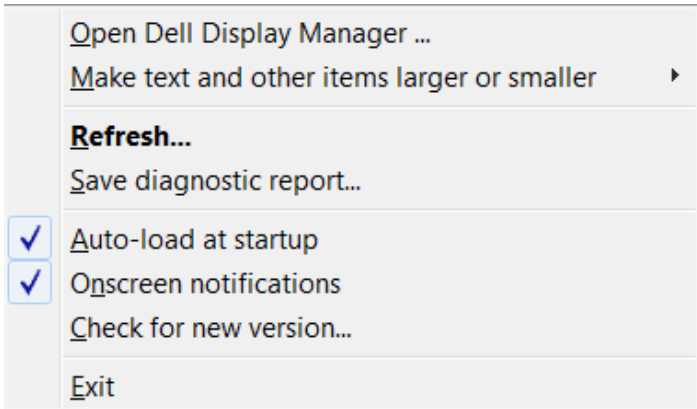 Open Dell Display Manager ...
Make text and other items larger or smaller
Refresh...
Save diagnostic report...
Auto-load at startup
Onscreen notifications
Check for new version...
Exit